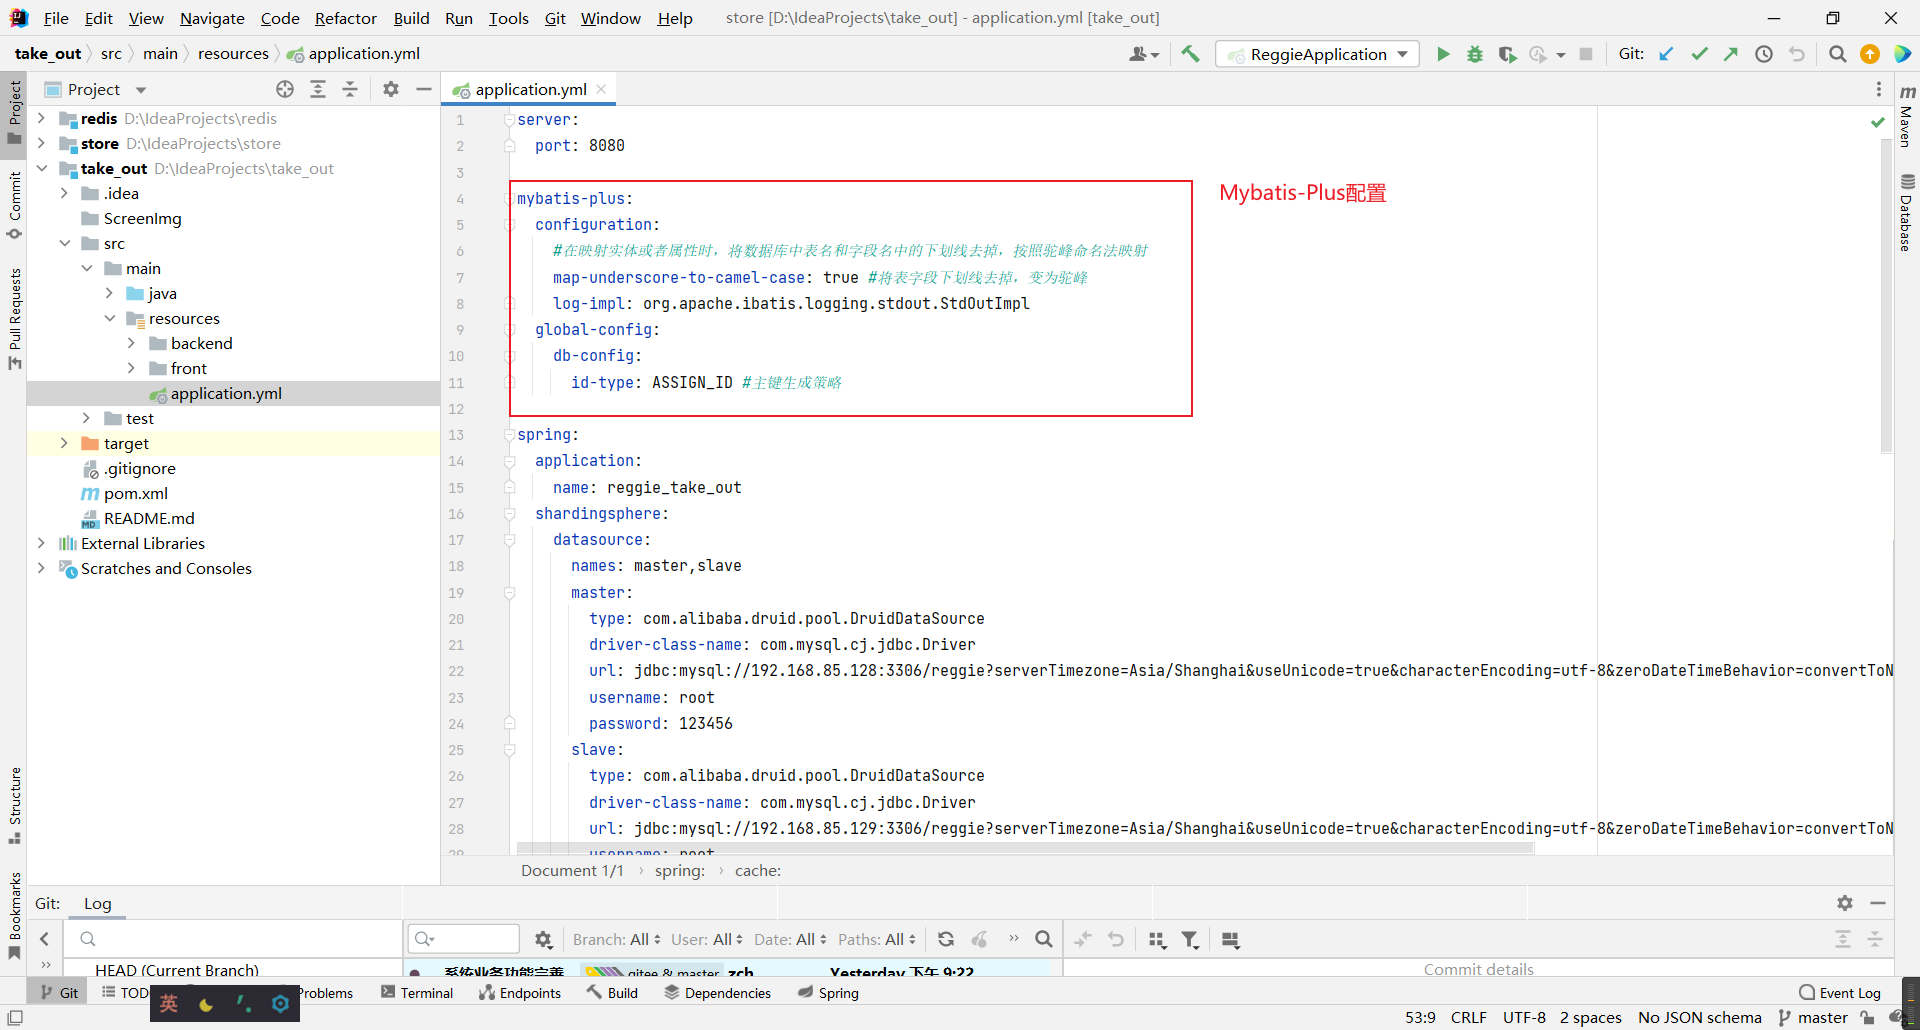 File Edit View Navigate Code Refactor Build Run Tools Git Window Help store [D:\IdeaProjects\take_out] - application.yml [take_out]
take_out src main resources application.yml ReggieApplication Git:
Project application.yml
redis D:\IdeaProjects\redis
store D:\IdeaProjects\store
take_out D:\IdeaProjects\take_out
.idea
ScreenImg
src
main
java
resources
backend
front
application.yml
test
target
.gitignore
pom.xml
README.md
External Libraries
Scratches and Consoles
Project
Commit
Pull Requests
Structure
Bookmarks
1 server:
2 port: 8080
3
4 mybatis-plus:
5 configuration:
6 #在映射实体或者属性时，将数据库中表名和字段名中的下划线去掉，按照驼峰命名法映射
7 map-underscore-to-camel-case: true #将表字段下划线去掉，变为驼峰
8 log-impl: org.apache.ibatis.logging.stdout.StdOutImpl
9 global-config:
10 db-config:
11 id-type: ASSIGN_ID #主键生成策略
12
13 spring:
14 application:
15 name: reggie_take_out
16 shardingsphere:
17 datasource:
18 names: master,slave
19 master:
20 type: com.alibaba.druid.pool.DruidDataSource
21 driver-class-name: com.mysql.cj.jdbc.Driver
22 url: jdbc:mysql://192.168.85.128:3306/reggie?serverTimezone=Asia/Shanghai&useUnicode=true&characterEncoding=utf-8&zeroDateTimeBehavior=convertToN
23 username: root
24 password: 123456
25 slave:
26 type: com.alibaba.druid.pool.DruidDataSource
27 driver-class-name: com.mysql.cj.jdbc.Driver
28 url: jdbc:mysql://192.168.85.129:3306/reggie?serverTimezone=Asia/Shanghai&useUnicode=true&characterEncoding=utf-8&zeroDateTimeBehavior=convertToN
29 username: root
Mybatis-Plus配置
m Maven
Database
Document 1/1 › spring: › cache:
Git: Log
Branch: All User: All Date: All Paths: All
HEAD (Current Branch) 系统业务功能完善 gitee & master zch Yesterday 下午 9:22 Commit details
Git TOD Problems Terminal Endpoints Build Dependencies Spring Event Log
英
53:9 CRLF UTF-8 2 spaces No JSON schema master